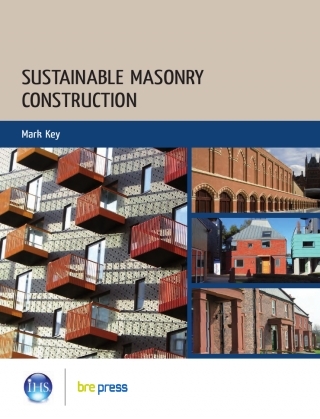 SUSTAINABLE MASONRY
CONSTRUCTION
Mark Key
IHS
bre press